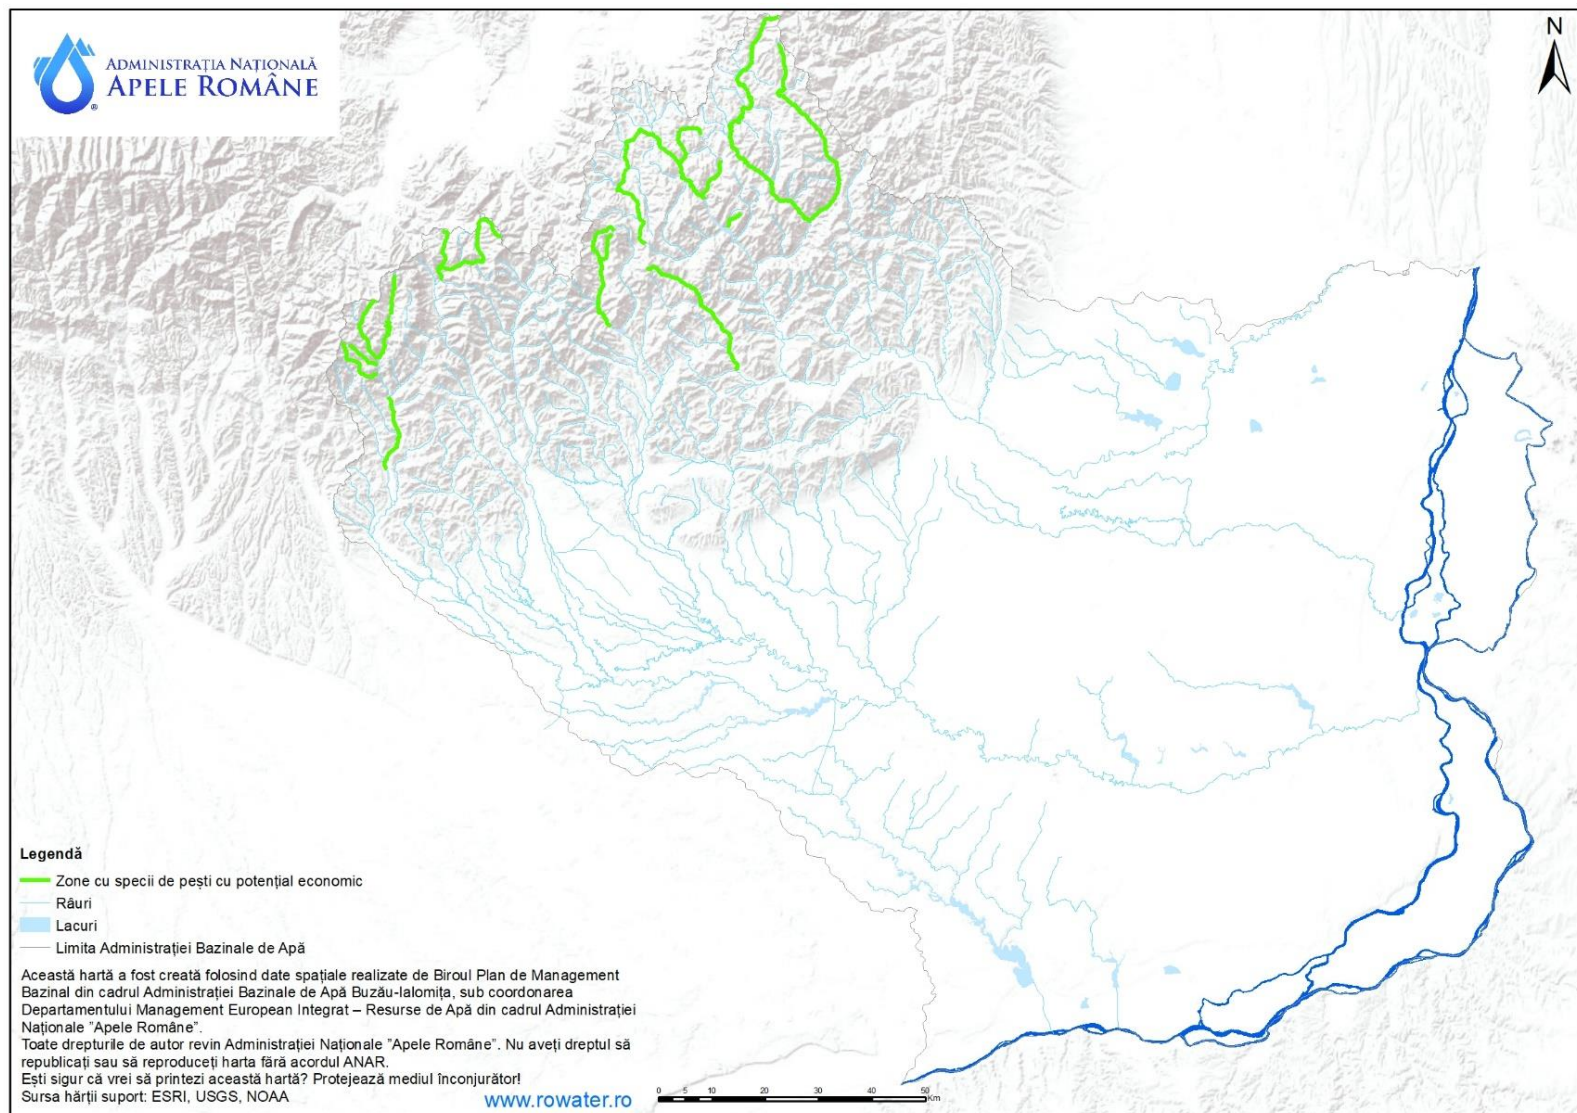 ADMINISTRAȚIA NAȚIONALĂ
APELE ROMÂNE
®
N
Legendă
Zone cu specii de pești cu potențial economic
Râuri
Lacuri
Limita Administrației Bazinale de Apă
Această hartă a fost creată folosind date spațiale realizate de Biroul Plan de Management
Bazinal din cadrul Administrației Bazinale de Apă Buzău-Ialomița, sub coordonarea
Departamentului Management European Integrat – Resurse de Apă din cadrul Administrației
Naționale "Apele Române".
Toate drepturile de autor revin Administrației Naționale "Apele Române". Nu aveți dreptul să
republicați sau să reproduceți harta fără acordul ANAR.
Ești sigur că vrei să printezi această hartă? Protejează mediul înconjurător!
Sursa hărții suport: ESRI, USGS, NOAA
www.rowater.ro
0 5 10 20 30 40 50
Km